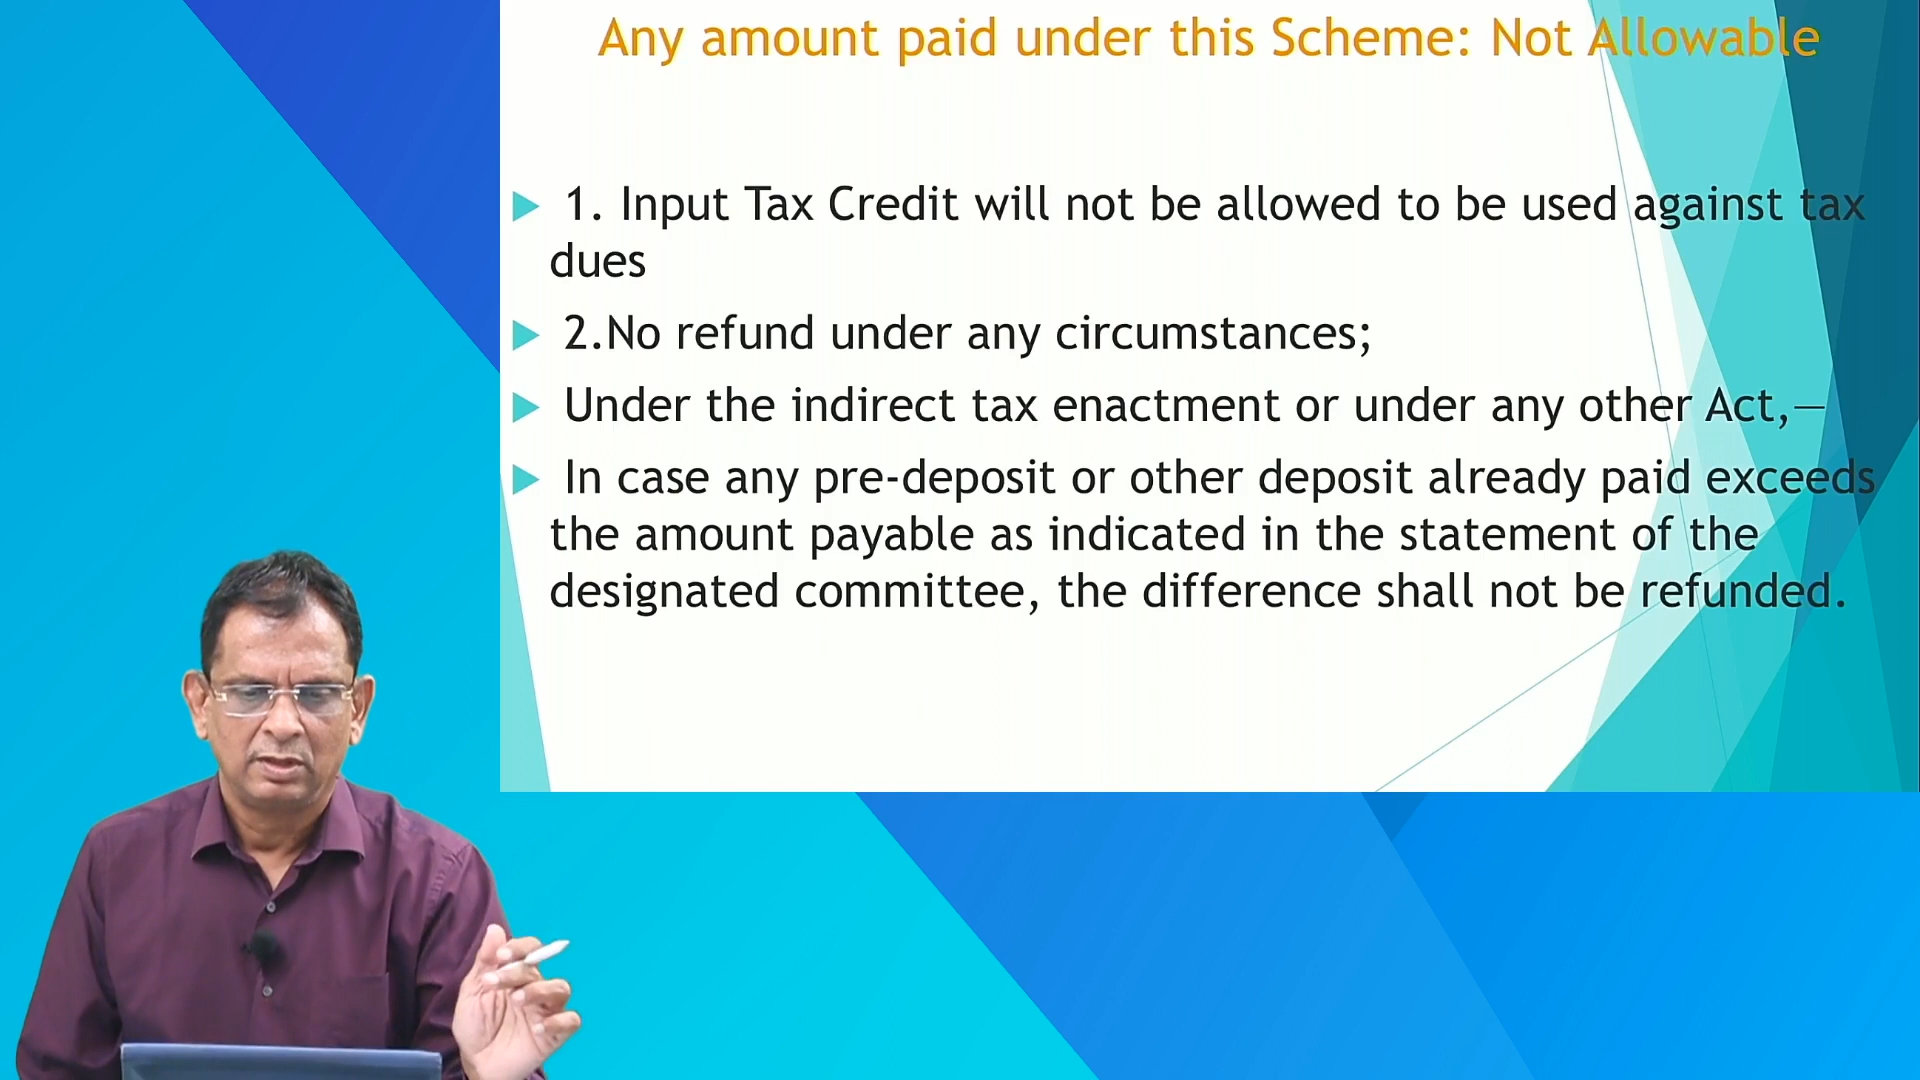 Any amount paid under this Scheme: Not Allowable
1. Input Tax Credit will not be allowed to be used against tax
dues
2.No refund under any circumstances;
Under the indirect tax enactment or under any other Act,—
In case any pre-deposit or other deposit already paid exceeds
the amount payable as indicated in the statement of the
designated committee, the difference shall not be refunded.